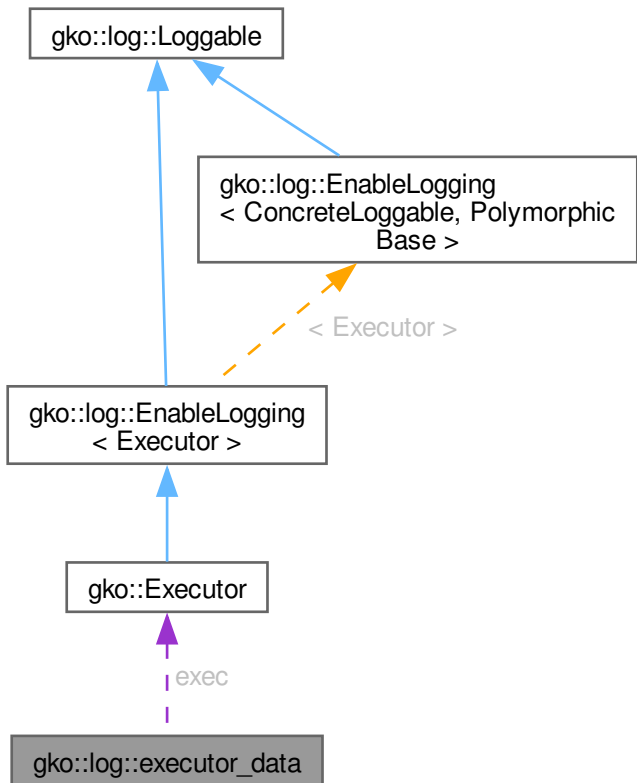 gko::log::Loggable
gko::log::EnableLogging
< ConcreteLoggable, Polymorphic
Base >
< Executor >
gko::log::EnableLogging
< Executor >
gko::Executor
exec
gko::log::executor_data